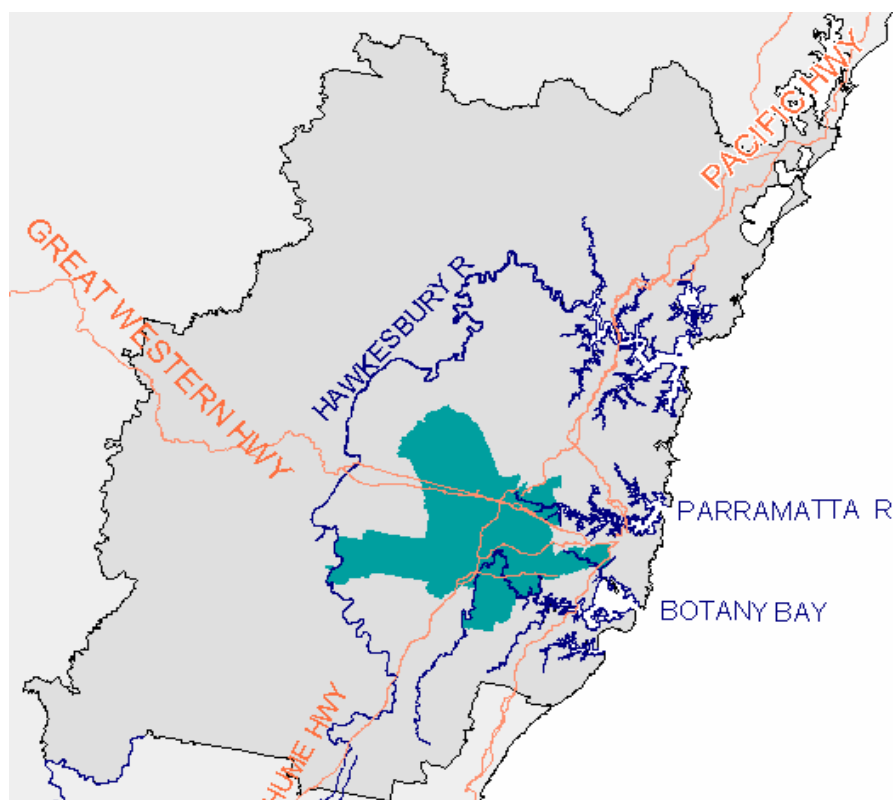 PACIFIC HWY
GREAT WESTERN HWY
HAWKESBURY R
PARRAMATTA R
BOTANY BAY
HUME HWY